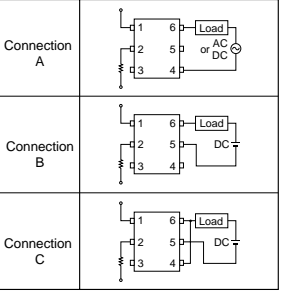 Connection
A
1 6 Load
2 5 or AC
DC
3 4
Connection
B
1 6 Load
2 5 DC
3 4
Connection
C
1 6 Load
2 5 DC
3 4